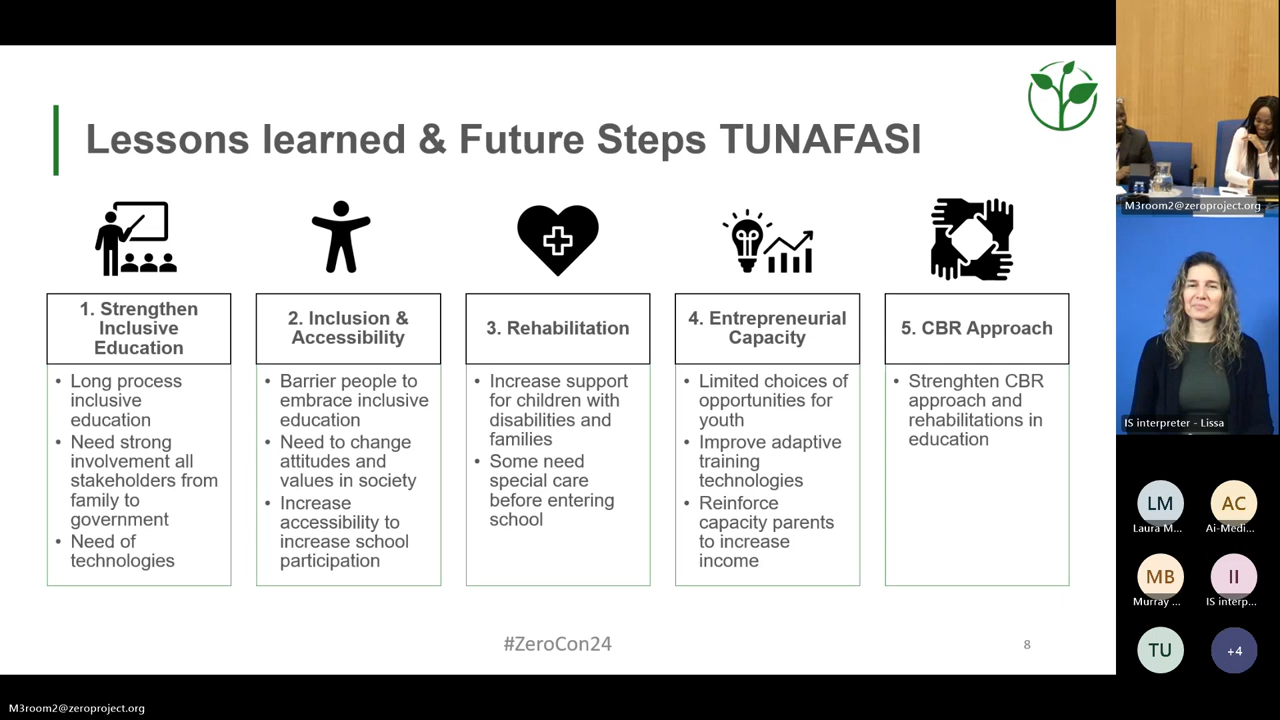 Lessons learned & Future Steps TUNAFASI
1. Strengthen
Inclusive
Education
• Long process
inclusive
education
• Need strong
involvement all
stakeholders from
family to
government
• Need of
technologies
2. Inclusion &
Accessibility
• Barrier people to
embrace inclusive
education
• Need to change
attitudes and
values in society
• Increase
accessibility to
increase school
participation
3. Rehabilitation
• Increase support
for children with
disabilities and
families
• Some need
special care
before entering
school
4. Entrepreneurial
Capacity
• Limited choices of
opportunities for
youth
• Improve adaptive
training
technologies
• Reinforce
capacity parents
to increase
income
5. CBR Approach
• Strenghten CBR
approach and
rehabilitations in
education
#ZeroCon24
8
M3room2@zeroproject.org
IS interpreter - Lissa
LM
Laura M...
AC
Ai-Medi...
MB
Murray ...
II
IS interp...
TU
+4
M3room2@zeroproject.org